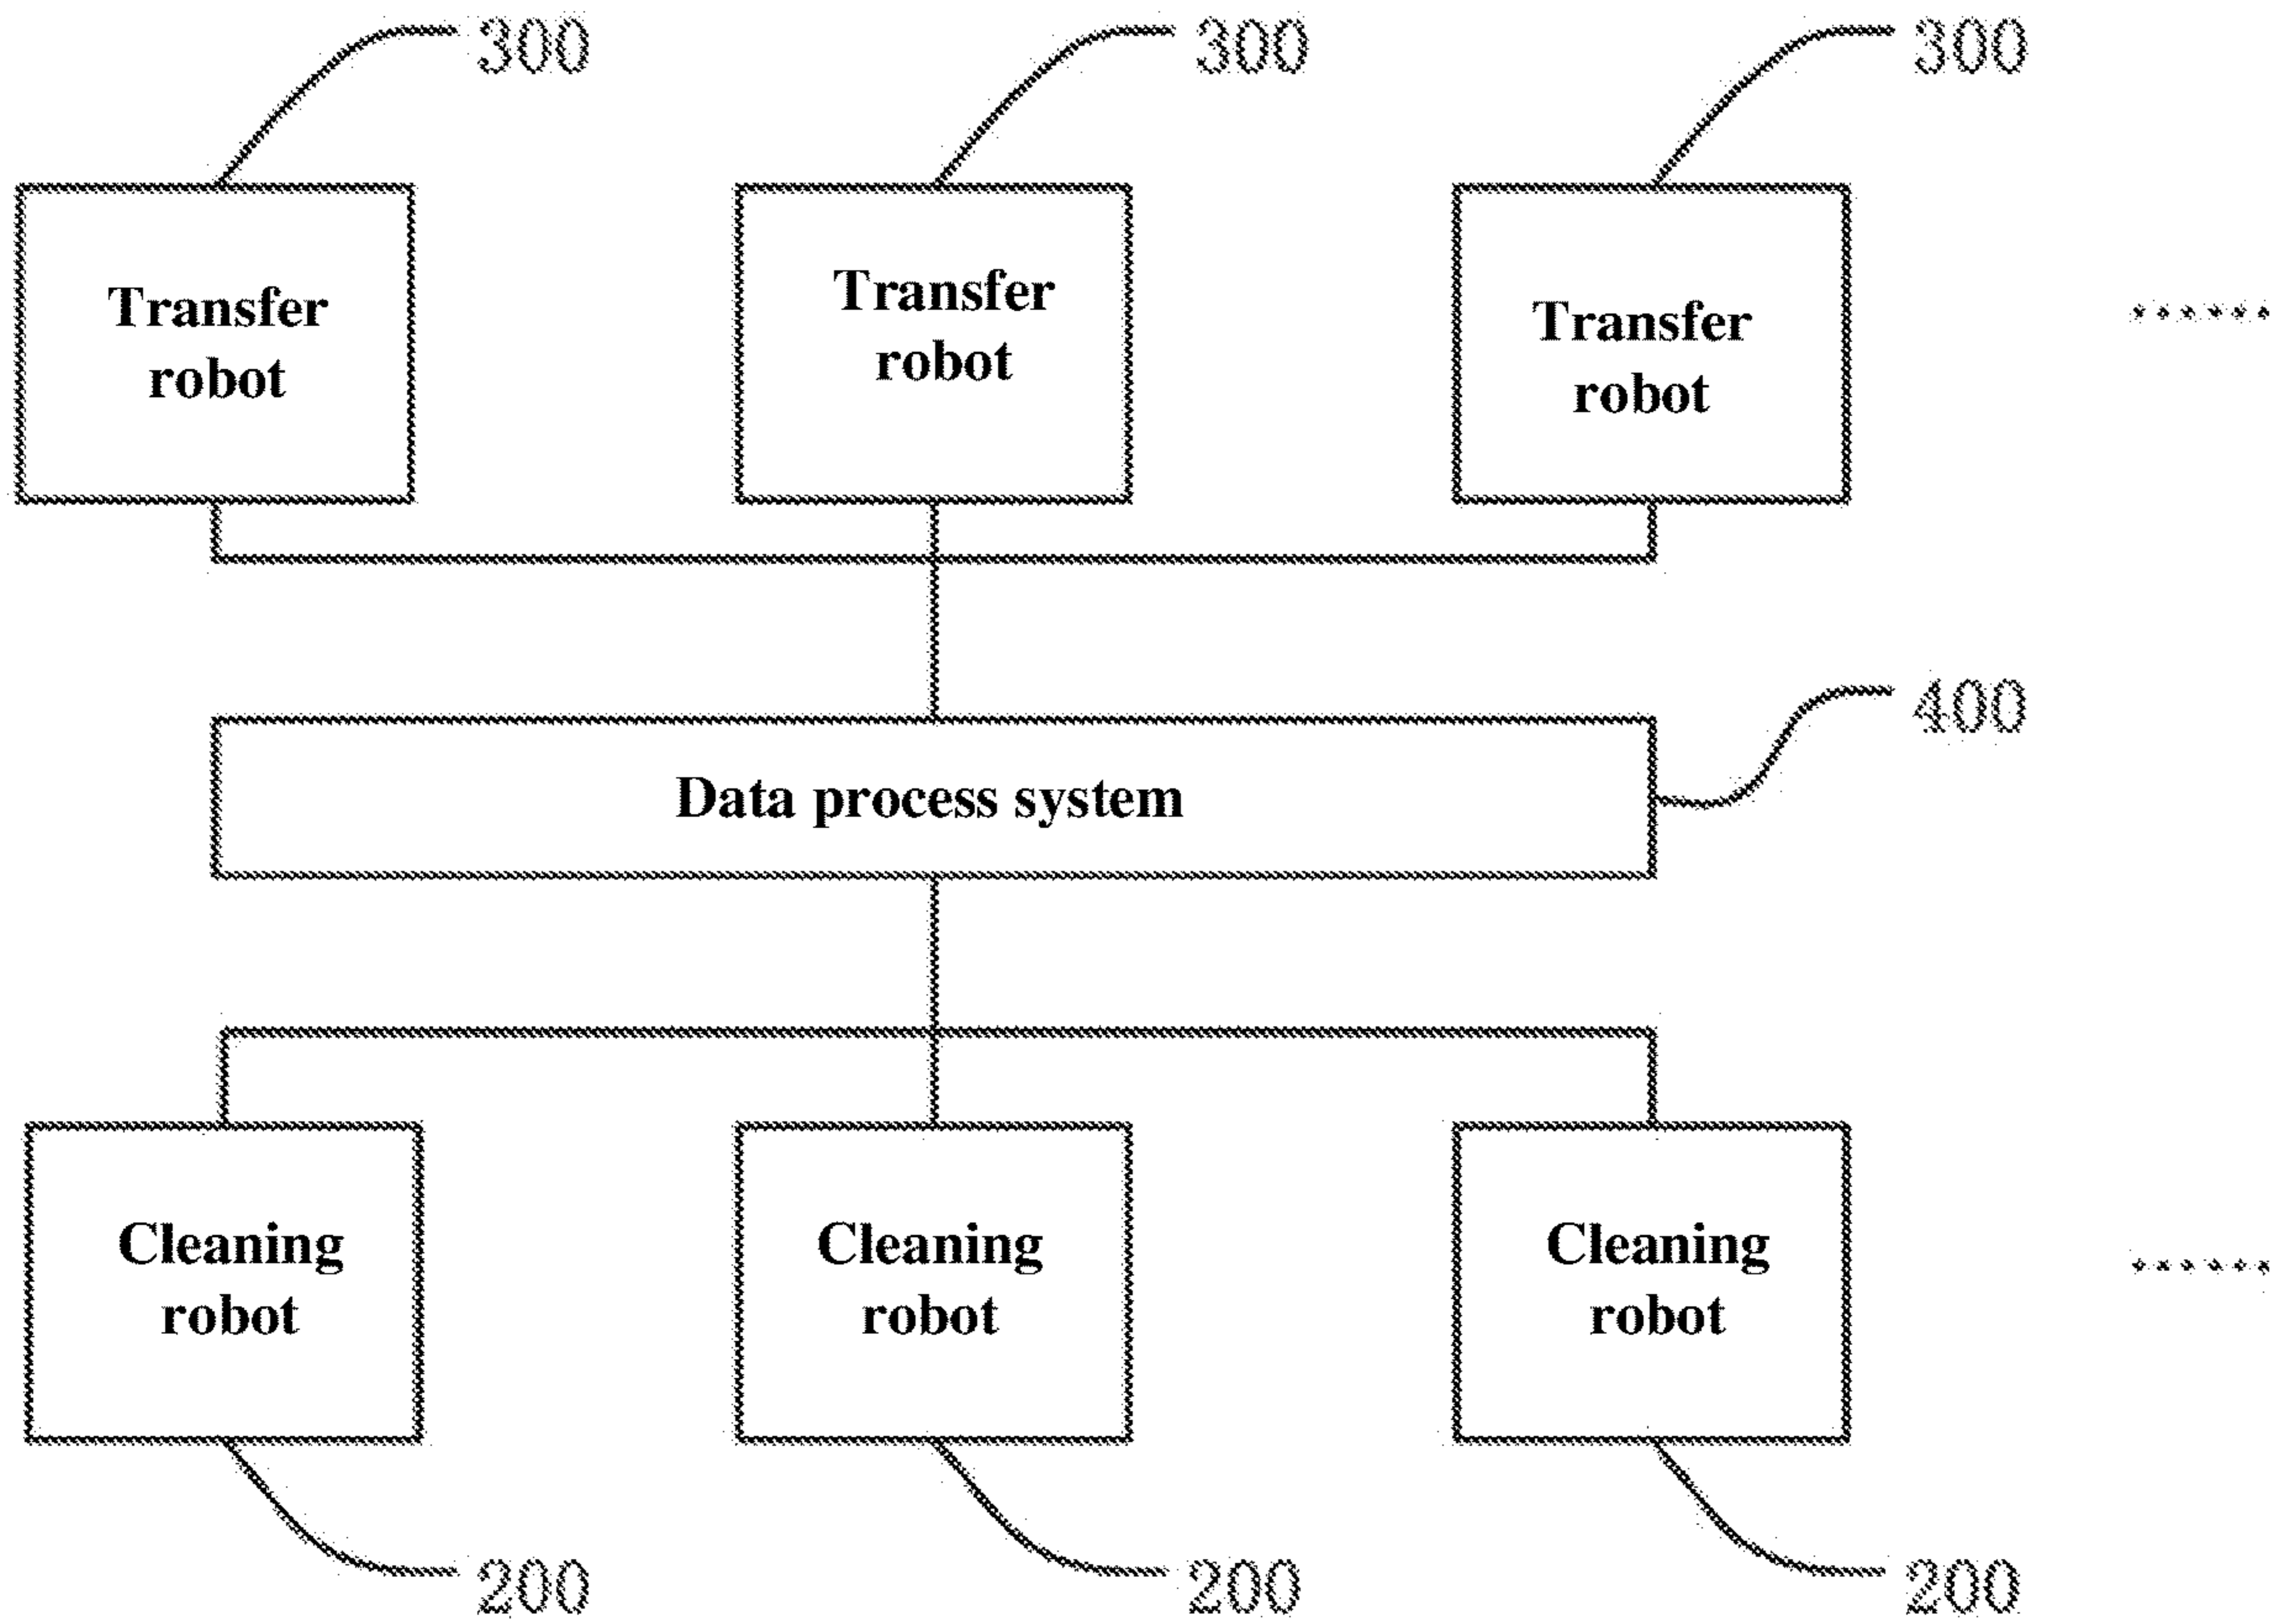 300 300 300
Transfer robot
Transfer robot
Transfer robot
......
400
Data process system
Cleaning robot
Cleaning robot
Cleaning robot
......
200 200 200